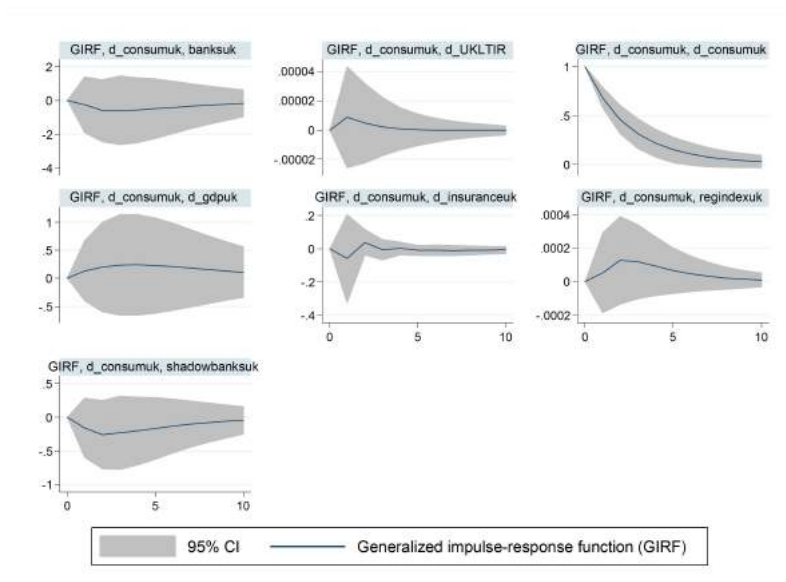 GIRF, d_consumuk, banksuk
2
0
-2
-4
GIRF, d_consumuk, d_UKLTIR
.00004
.00002
0
-.00002
GIRF, d_consumuk, d_consumuk
1
.5
0
GIRF, d_consumuk, d_gdpuk
1
.5
0
-.5
GIRF, d_consumuk, d_insuranceuk
.2
0
-.2
-.4
0 5 10
GIRF, d_consumuk, regindexuk
.0004
.0002
0
-.0002
0 5 10
GIRF, d_consumuk, shadowbanksuk
.5
0
-.5
-1
0 5 10
95% CI
Generalized impulse-response function (GIRF)